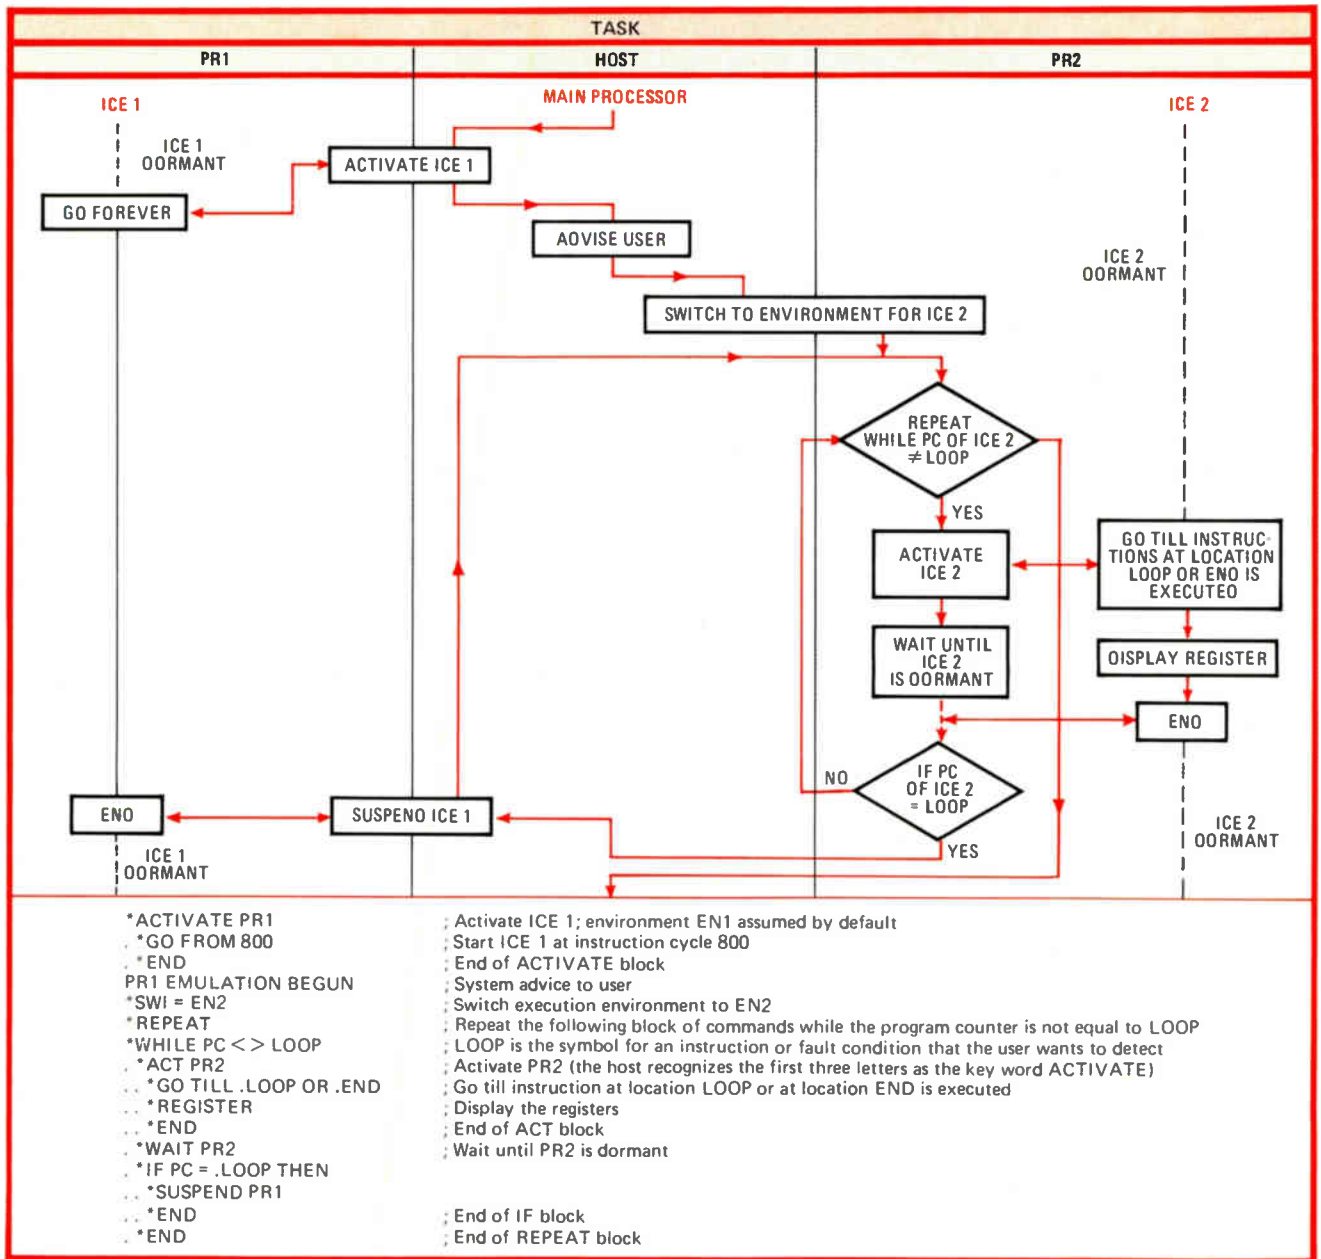 TASK
PR1
HOST
PR2
ICE 1
MAIN PROCESSOR
ICE 2
ICE 1
OORMANT
ACTIVATE ICE 1
GO FOREVER
AOVISE USER
ICE 2
OORMANT
SWITCH TO ENVIRONMENT FOR ICE 2
REPEAT
WHILE PC OF ICE 2
≠ LOOP
YES
ACTIVATE
ICE 2
GO TILL INSTRUC-
TIONS AT LOCATION
LOOP OR ENO IS
EXECUTED
WAIT UNTIL
ICE 2
IS OORMANT
OISPLAY REGISTER
ENO
NO
IF PC
OF ICE 2
= LOOP
YES
ENO
SUSPENO ICE 1
ICE 1
OORMANT
ICE 2
OORMANT
*ACTIVATE PR1 ; Activate ICE 1; environment EN1 assumed by default
. *GO FROM 800 ; Start ICE 1 at instruction cycle 800
. *END ; End of ACTIVATE block
PR1 EMULATION BEGUN ; System advice to user
*SWI = EN2 ; Switch execution environment to EN2
*REPEAT ; Repeat the following block of commands while the program counter is not equal to LOOP
*WHILE PC < > LOOP ; LOOP is the symbol for an instruction or fault condition that the user wants to detect
. *ACT PR2 ; Activate PR2 (the host recognizes the first three letters as the key word ACTIVATE)
. . *GO TILL .LOOP OR .END ; Go till instruction at location LOOP or at location END is executed
. . *REGISTER ; Display the registers
. . *END ; End of ACT block
. *WAIT PR2 ; Wait until PR2 is dormant
. *IF PC = .LOOP THEN
. . *SUSPEND PR1
. . *END ; End of IF block
. *END ; End of REPEAT block